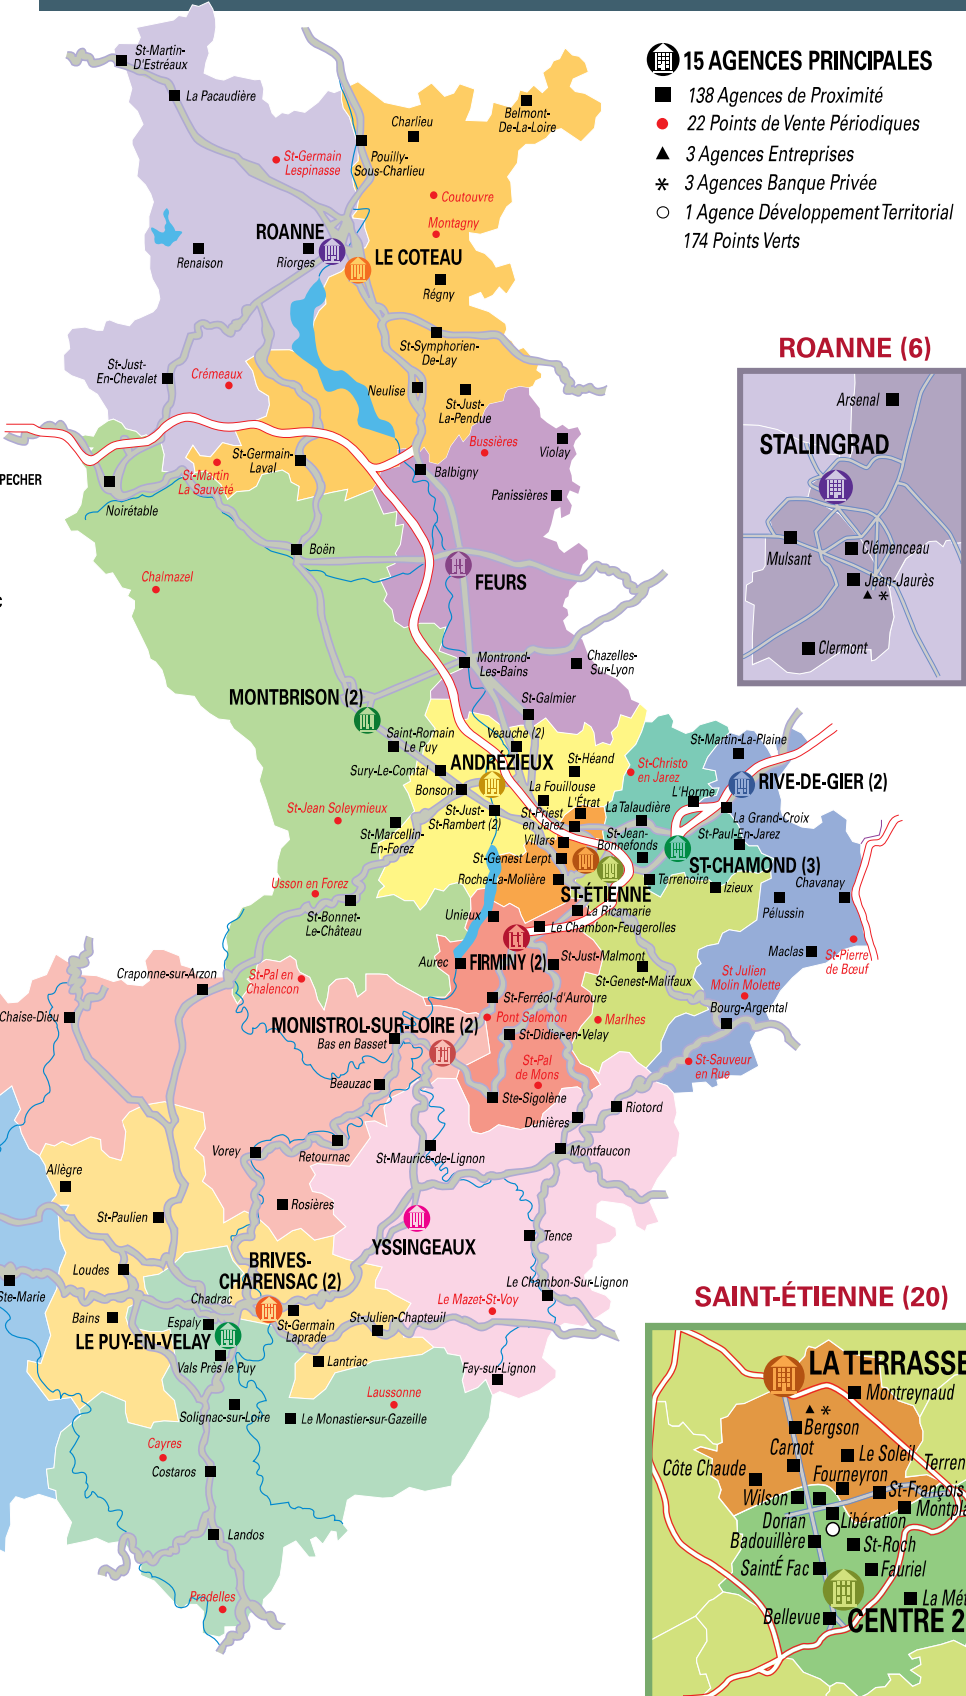 15 AGENCES PRINCIPALES
138 Agences de Proximité
22 Points de Vente Périodiques
3 Agences Entreprises
3 Agences Banque Privée
1 Agence Développement Territorial
174 Points Verts
St-Martin-
D'Estréaux
La Pacaudière
Belmont-
De-La-Loire
Charlieu
St-Germain
Lespinasse
Pouilly-
Sous-Charlieu
Coutouvre
Montagny
ROANNE
Renaison
Riorges
LE COTEAU
Régny
St-Symphorien-
De-Lay
St-Just-
En-Chevalet
Crémeaux
Neulise
St-Just-
La-Pendue
Bussières
Violay
St-Germain-
Laval
St-Martin
La Sauveté
Balbigny
Panissières
PECHER
Noirétable
Boën
Chalmazel
FEURS
Montrond-
Les-Bains
Chazelles-
Sur-Lyon
St-Galmier
MONTBRISON (2)
Saint-Romain
Le Puy
Veauche (2)
ANDRÉZIEUX
St-Héand
St-Christo
en Jarez
St-Martin-La-Plaine
Sury-Le-Comtal
Bonson
La Fouillouse
L'Étrat
L'Horme
RIVE-DE-GIER (2)
St-Jean Soleymieux
St-Just-
St-Rambert (2)
St-Priest
en Jarez
La Talaudière
La Grand-Croix
St-Marcellin-
En-Forez
Villars
St-Jean-
Bonnefonds
St-Paul-En-Jarez
St-Genest Lerpt
ST-CHAMOND (3)
Roche-La-Molière
Terrenoire
Izieux
Chavanay
Usson en Forez
ST-ÉTIENNE
St-Bonnet-
Le-Château
Unieux
La Ricamarie
Pélussin
Le Chambon-Feugerolles
Aurec
FIRMINY (2)
St-Just-Malmont
Maclas
St-Pierre
de Bœuf
Craponne-sur-Arzon
St-Pal en
Chalencon
St-Genest-Malifaux
St Julien
Molin Molette
St-Ferréol-d'Auroure
Chaise-Dieu
MONISTROL-SUR-LOIRE (2)
Pont Salomon
Marlhes
Bourg-Argental
Bas en Basset
St-Didier-en-Velay
St-Pal
de Mons
St-Sauveur
en Rue
Beauzac
Ste-Sigolène
Riotord
Dunières
Vorey
Retournac
St-Maurice-de-Lignon
Montfaucon
Allègre
Rosières
St-Paulien
YSSINGEAUX
Tence
BRIVES-
CHARENSAC (2)
Loudes
Le Chambon-Sur-Lignon
Ste-Marie
Chadrac
Le Mazet-St-Voy
Bains
Espaly
St-Germain
Laprade
St-Julien-Chapteuil
LE PUY-EN-VELAY
Vals Près le Puy
Lantriac
Fay-sur-Lignon
Laussonne
Solignac-sur-Loire
Le Monastier-sur-Gazeille
Cayres
Costaros
Landos
Pradelles
ROANNE (6)
Arsenal
STALINGRAD
Mulsant
Clémenceau
Jean-Jaurès
Clermont
SAINT-ÉTIENNE (20)
LA TERRASSE
Montreynaud
Bergson
Carnot
Le Soleil
Côte Chaude
Fourneyron
Terren
Wilson
St-François
Montpla
Dorian
Libération
Badouillère
St-Roch
SaintÉ Fac
Fauriel
La Mét
Bellevue
CENTRE 2